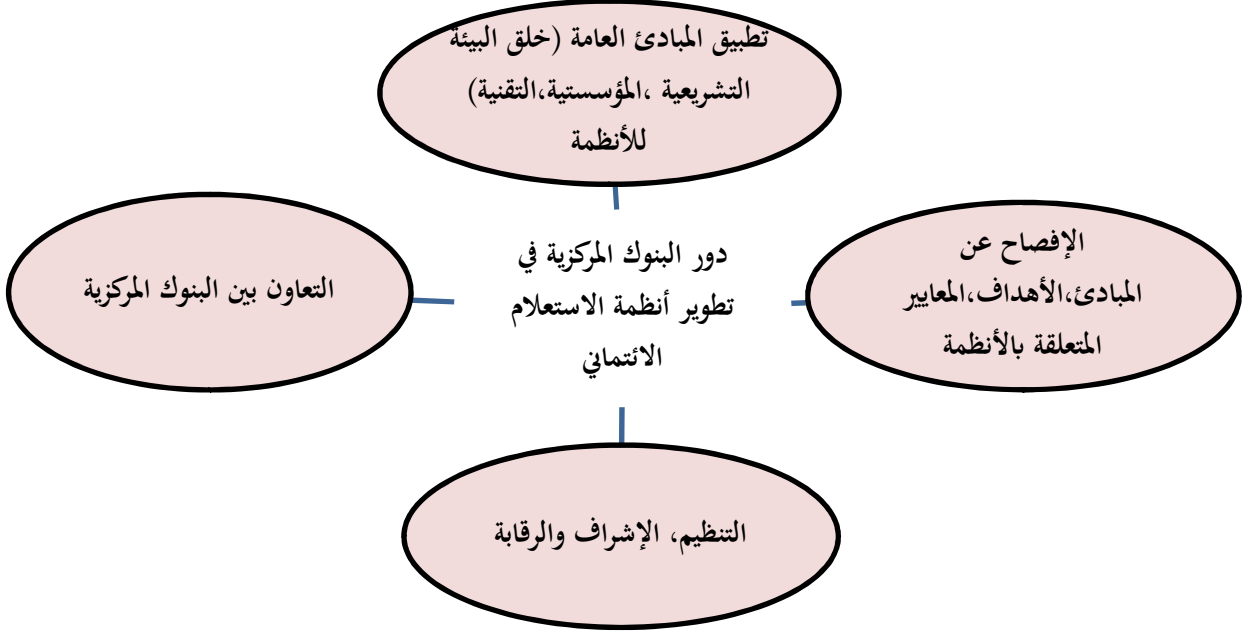 تطبيق المبادئ العامة (خلق البيئة
التشريعية ،المؤسستية،التقنية)
للأنظمة
الإفصاح عن
المبادئ،الأهداف،المعايير
المتعلقة بالأنظمة
دور البنوك المركزية في
تطوير أنظمة الاستعلام
الائتماني
التعاون بين البنوك المركزية
التنظيم، الإشراف والرقابة